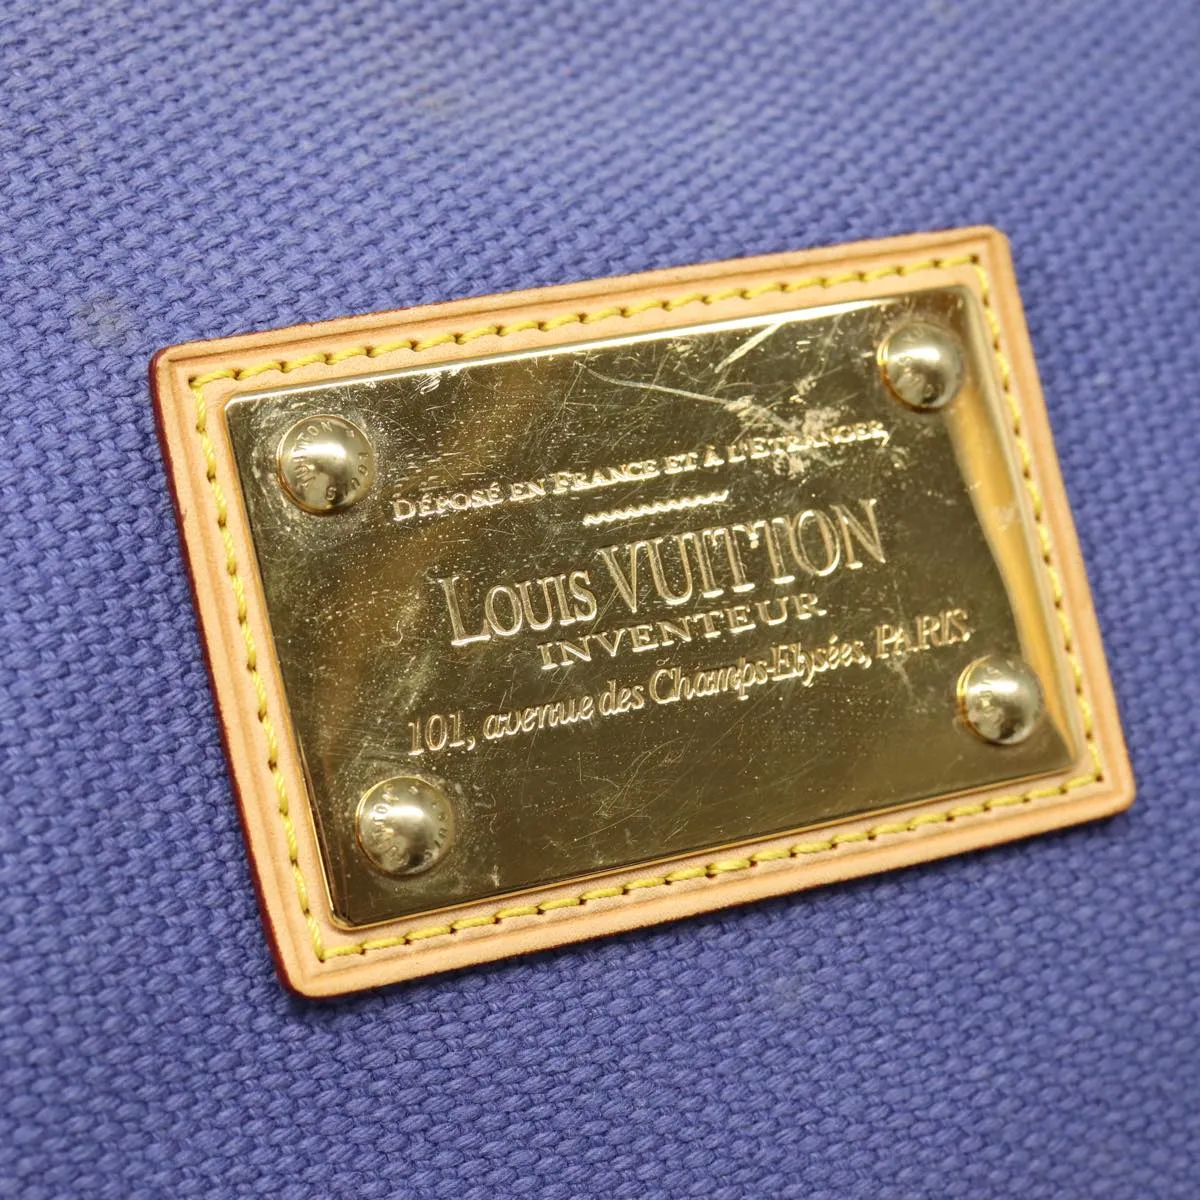 DÉPOSÉ EN FRANCE ET À L'ÉTRANGER
LOUIS VUITTON
INVENTEUR
101, avenue des Champs-Elysées, PARIS